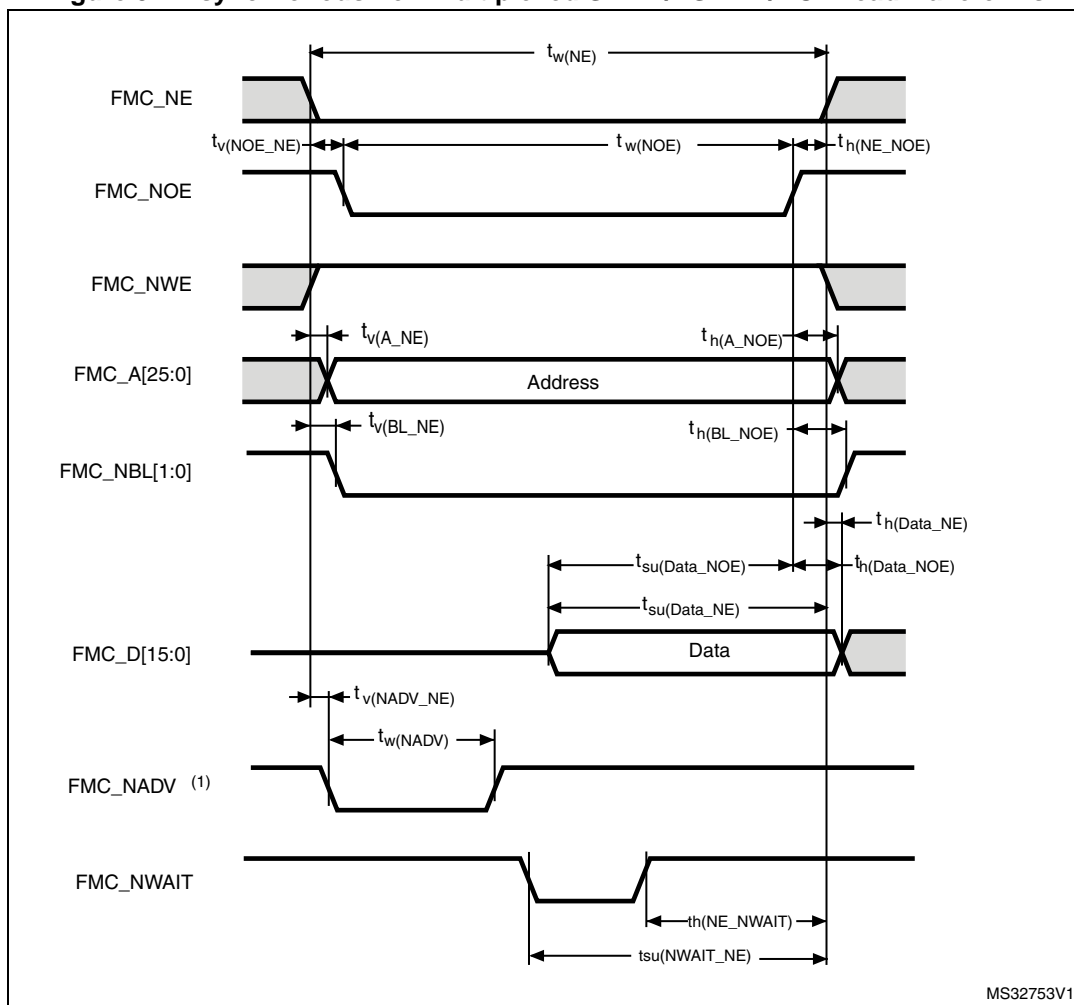 tw(NE)
FMC_NE
tv(NOE_NE)
tw(NOE)
th(NE_NOE)
FMC_NOE
FMC_NWE
tv(A_NE)
th(A_NOE)
FMC_A[25:0]
Address
tv(BL_NE)
th(BL_NOE)
FMC_NBL[1:0]
th(Data_NE)
tsu(Data_NOE)
th(Data_NOE)
tsu(Data_NE)
FMC_D[15:0]
Data
tv(NADV_NE)
tw(NADV)
FMC_NADV (1)
FMC_NWAIT
th(NE_NWAIT)
tsu(NWAIT_NE)
MS32753V1